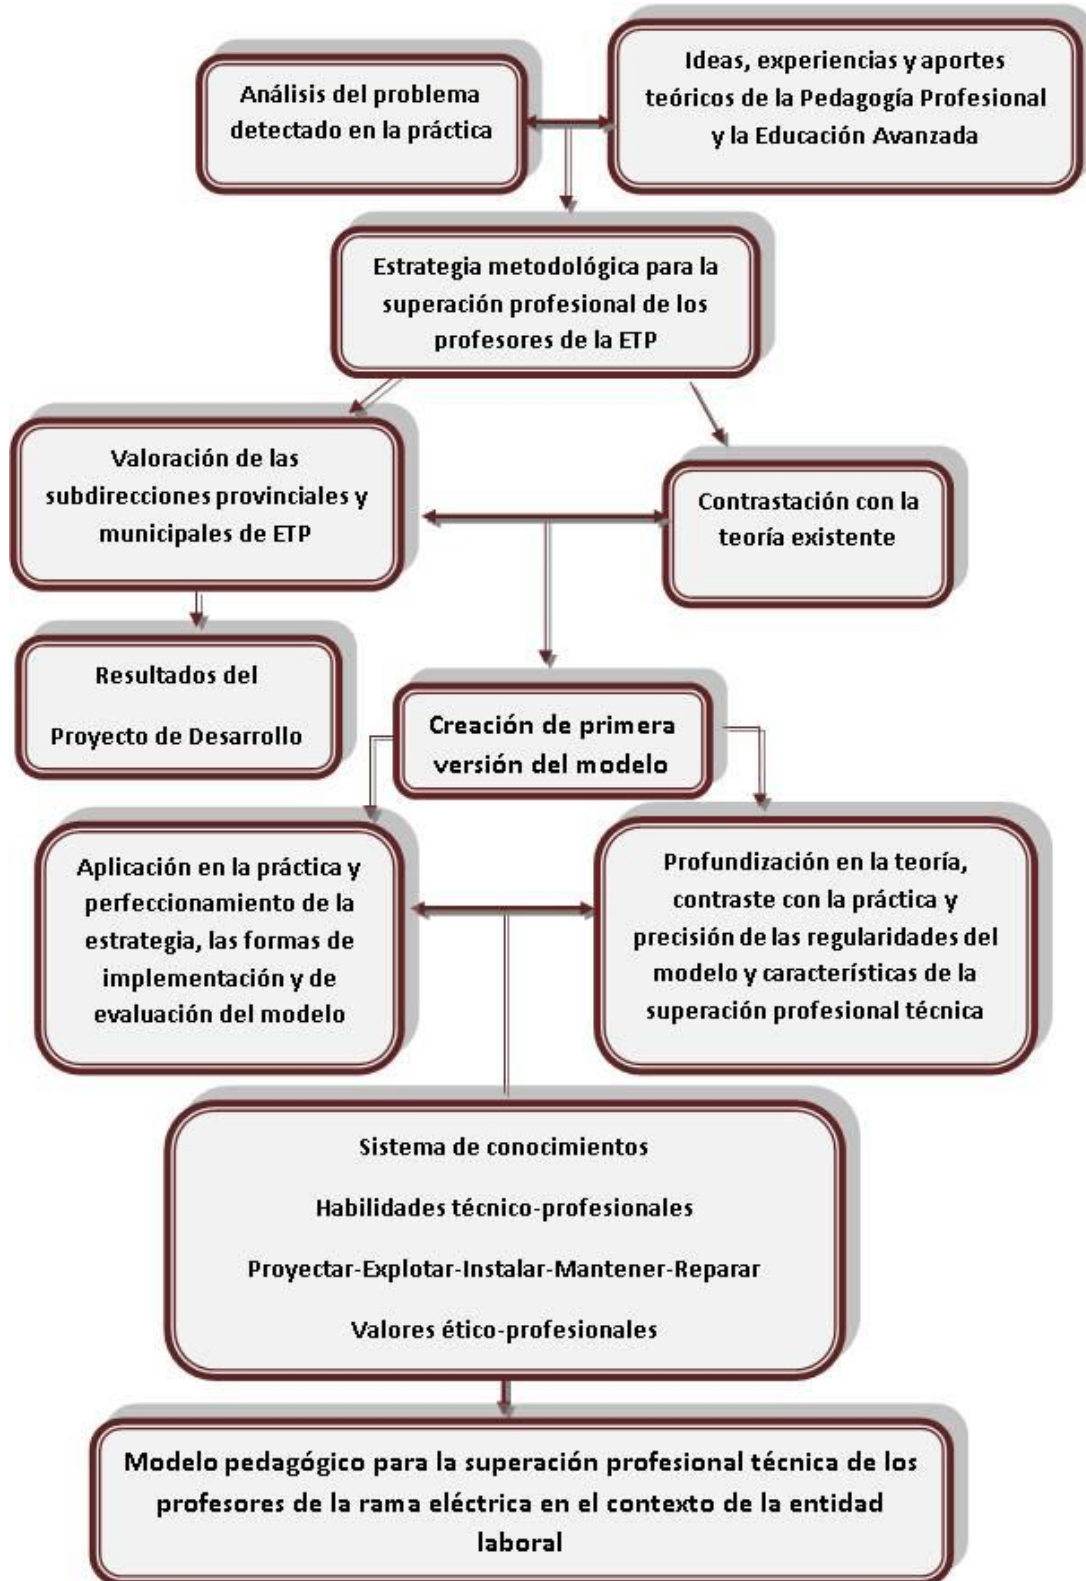 Análisis del problema
detectado en la práctica
Ideas, experiencias y aportes
teóricos de la Pedagogía Profesional
y la Educación Avanzada
Estrategia metodológica para la
superación profesional de los
profesores de la ETP
Valoración de las
subdirecciones provinciales y
municipales de ETP
Contrastación con la
teoría existente
Resultados del
Proyecto de Desarrollo
Creación de primera
versión del modelo
Aplicación en la práctica y
perfeccionamiento de la
estrategia, las formas de
implementación y de
evaluación del modelo
Profundización en la teoría,
contraste con la práctica y
precisión de las regularidades del
modelo y características de la
superación profesional técnica
Sistema de conocimientos
Habilidades técnico-profesionales
Proyectar-Explotar-Instalar-Mantener-Reparar
Valores ético-profesionales
Modelo pedagógico para la superación profesional técnica de los
profesores de la rama eléctrica en el contexto de la entidad
laboral